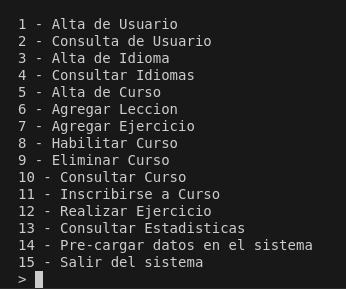 1 - Alta de Usuario
2 - Consulta de Usuario
3 - Alta de Idioma
4 - Consultar Idiomas
5 - Alta de Curso
6 - Agregar Leccion
7 - Agregar Ejercicio
8 - Habilitar Curso
9 - Eliminar Curso
10 - Consultar Curso
11 - Inscribirse a Curso
12 - Realizar Ejercicio
13 - Consultar Estadisticas
14 - Pre-cargar datos en el sistema
15 - Salir del sistema
>